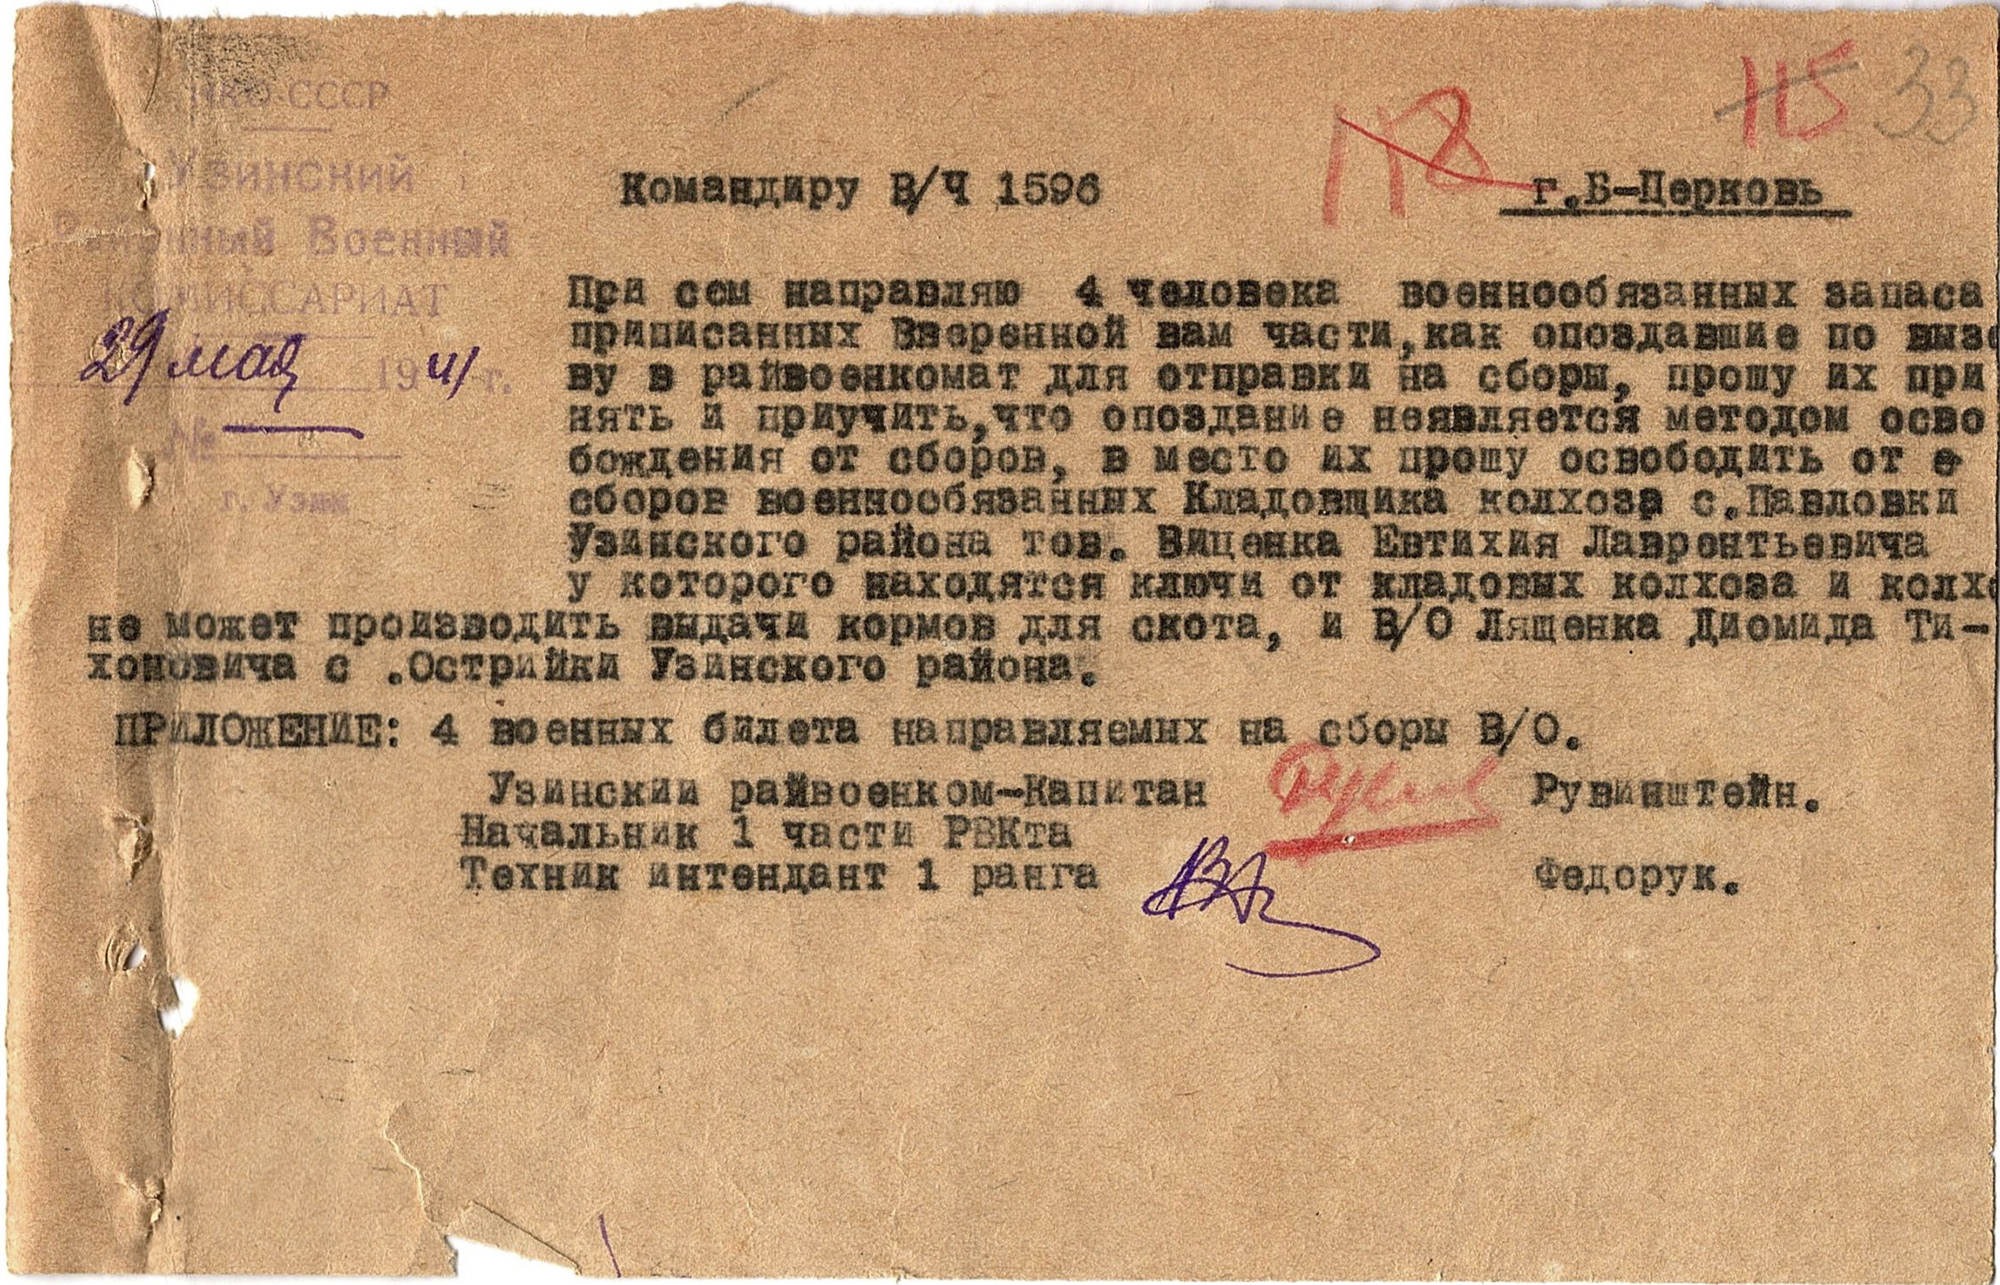 НКО-СССР
Узинский
Районный Военный
КОМИССАРИАТ
29 мая 1941 г.
№
г. Узин
118
115 33
Командиру В/Ч 1596 г.Б-Церковь
При сем направляю 4 человека военнообязанных запаса
приписанных Вверенной вам части,как опоздавшие по вызо
ву в райвоенкомат для отправки на сборы, прошу их при
нять и приучить,что опоздание неявляется методом осво
бождения от сборов, в место их прошу освободить от с
сборов военнообязанных Кладовщика колхоза с.Павловки
Узинского района тов. Виценка Евтихия Лаврентьевича
у которого находятся ключи от кладовых колхоза и колхо
не может производить выдачи кормов для скота, и В/О Лященка Диомида Ти-
хоновича с .Острийки Узинского района.
ПРИЛОЖЕНИЕ: 4 военных билета направляемых на сборы В/О.
Узинский райвоенком-Капитан Рувинштейн.
Начальник 1 части РВКта
Техник интендант 1 ранга Федорук.